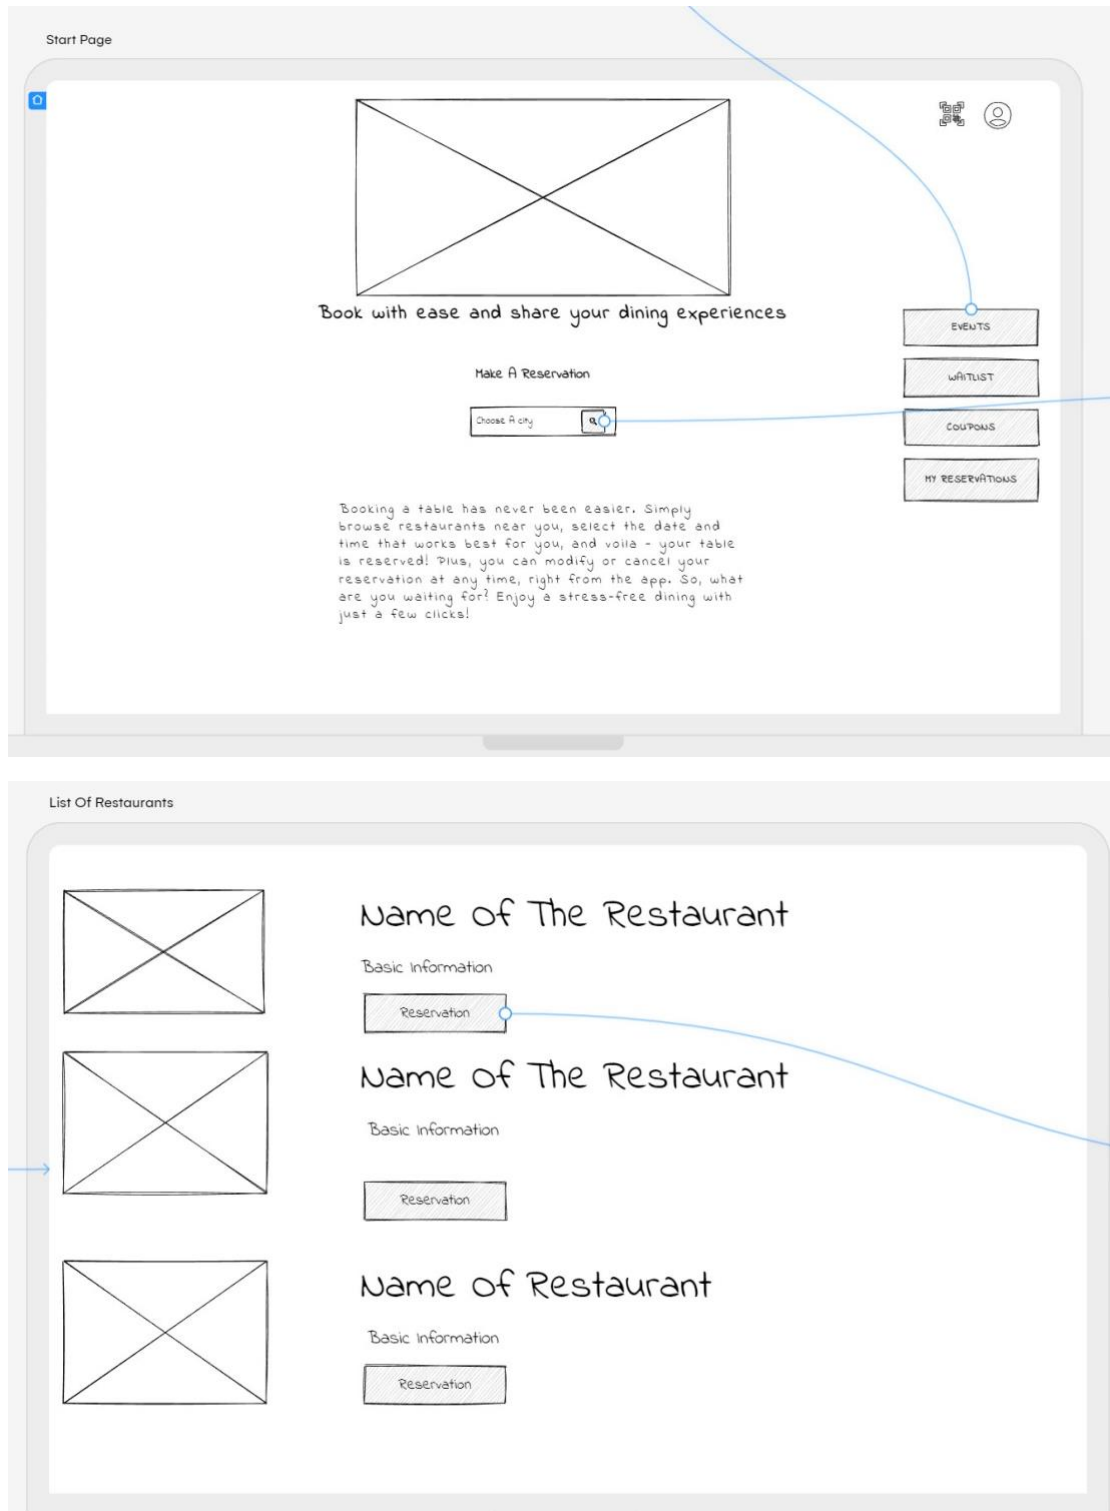 Start Page
Book with ease and share your dining experiences
Make A Reservation
Choose A city
EVENTS
WAITLIST
COUPONS
MY RESERVATIONS
Booking a table has never been easier. Simply
browse restaurants near you, select the date and
time that works best for you, and voila - your table
is reserved! Plus, you can modify or cancel your
reservation at any time, right from the app. So, what
are you waiting for? Enjoy a stress-free dining with
just a few clicks!
List Of Restaurants
Name Of The Restaurant
Basic Information
Reservation
Name Of The Restaurant
Basic Information
Reservation
Name Of Restaurant
Basic Information
Reservation